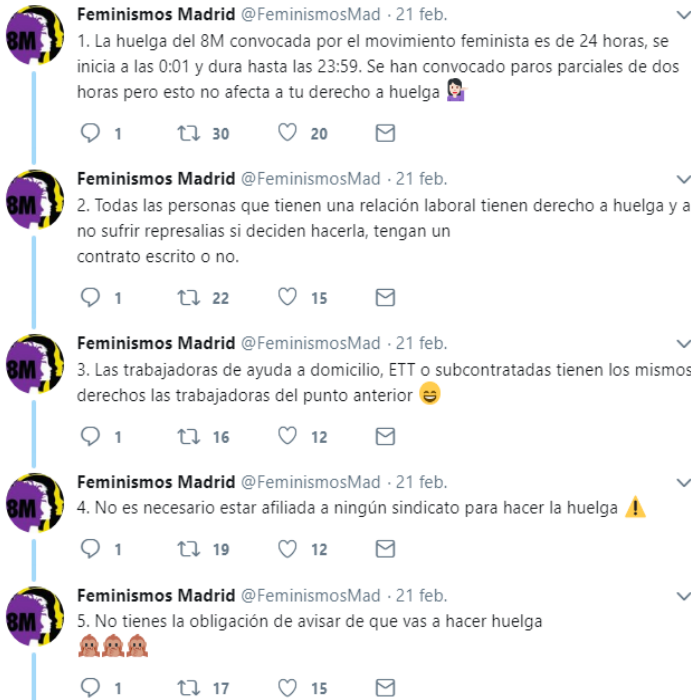 Feminismos Madrid @FeminismosMad · 21 feb.
8M
1. La huelga del 8M convocada por el movimiento feminista es de 24 horas, se
inicia a las 0:01 y dura hasta las 23:59. Se han convocado paros parciales de dos
horas pero esto no afecta a tu derecho a huelga
1 30 20
Feminismos Madrid @FeminismosMad · 21 feb.
8M
2. Todas las personas que tienen una relación laboral tienen derecho a huelga y a
no sufrir represalias si deciden hacerla, tengan un
contrato escrito o no.
1 22 15
Feminismos Madrid @FeminismosMad · 21 feb.
8M
3. Las trabajadoras de ayuda a domicilio, ETT o subcontratadas tienen los mismos
derechos las trabajadoras del punto anterior
1 16 12
Feminismos Madrid @FeminismosMad · 21 feb.
8M
4. No es necesario estar afiliada a ningún sindicato para hacer la huelga
1 19 12
Feminismos Madrid @FeminismosMad · 21 feb.
8M
5. No tienes la obligación de avisar de que vas a hacer huelga
1 17 15